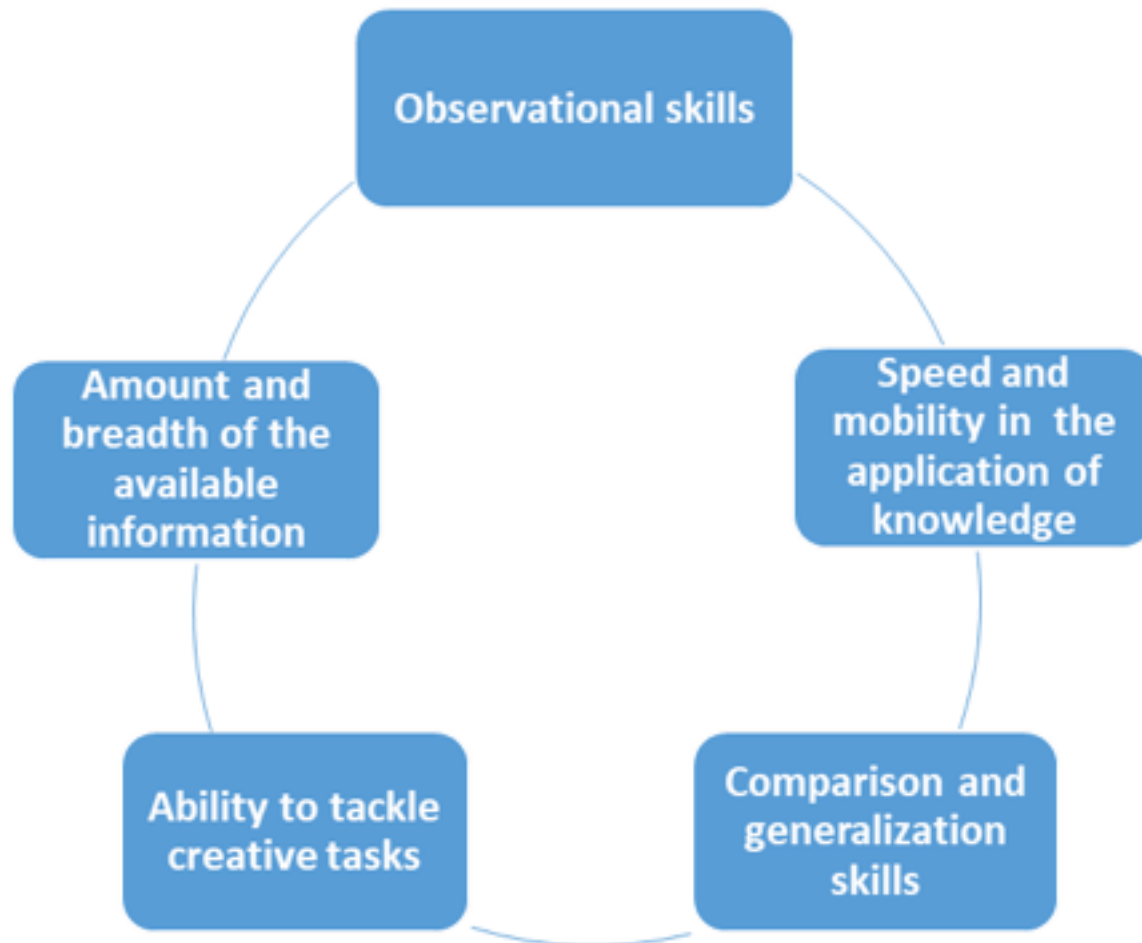 Observational skills
Speed and
mobility in  the
application of
knowledge
Comparison and
generalization
skills
Ability to tackle
creative tasks
Amount and
breadth of the
available
information